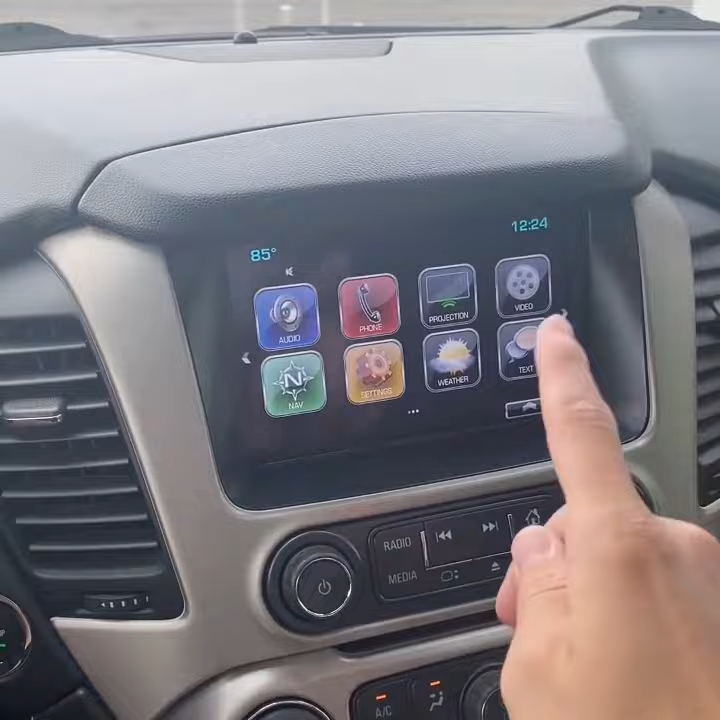 85°
12:24
AUDIO
PHONE
PROJECTION
VIDEO
NAV
SETTINGS
WEATHER
TEXT
RADIO
MEDIA
A/C